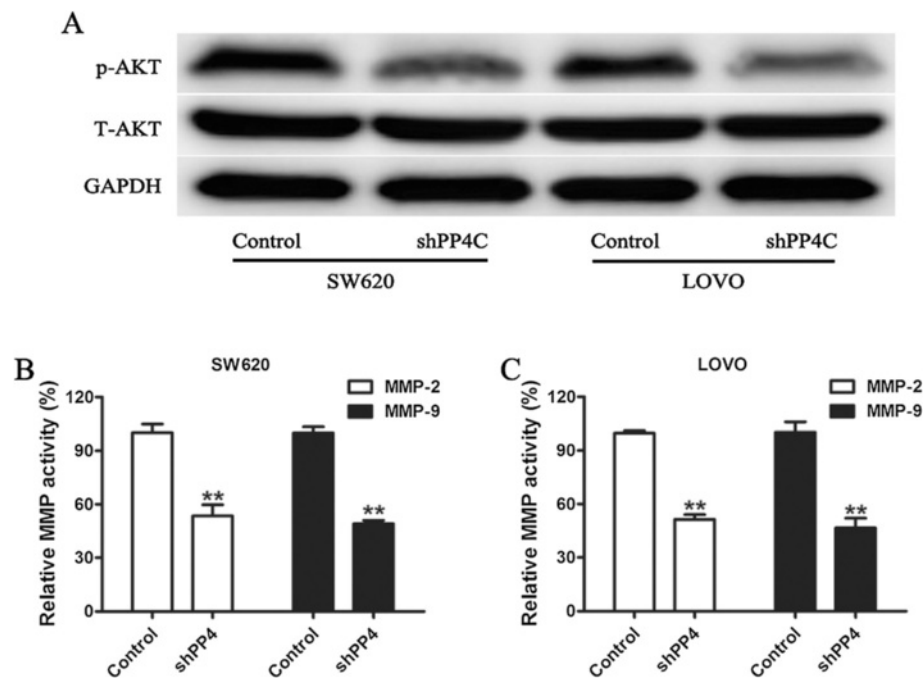 A
p-AKT
T-AKT
GAPDH
Control shPP4C Control shPP4C
SW620 LOVO
B
SW620
MMP-2
MMP-9
Relative MMP activity (%)
120
90
60
30
0
** **
Control shPP4 Control shPP4
C
LOVO
MMP-2
MMP-9
Relative MMP activity (%)
120
90
60
30
0
** **
Control shPP4 Control shPP4